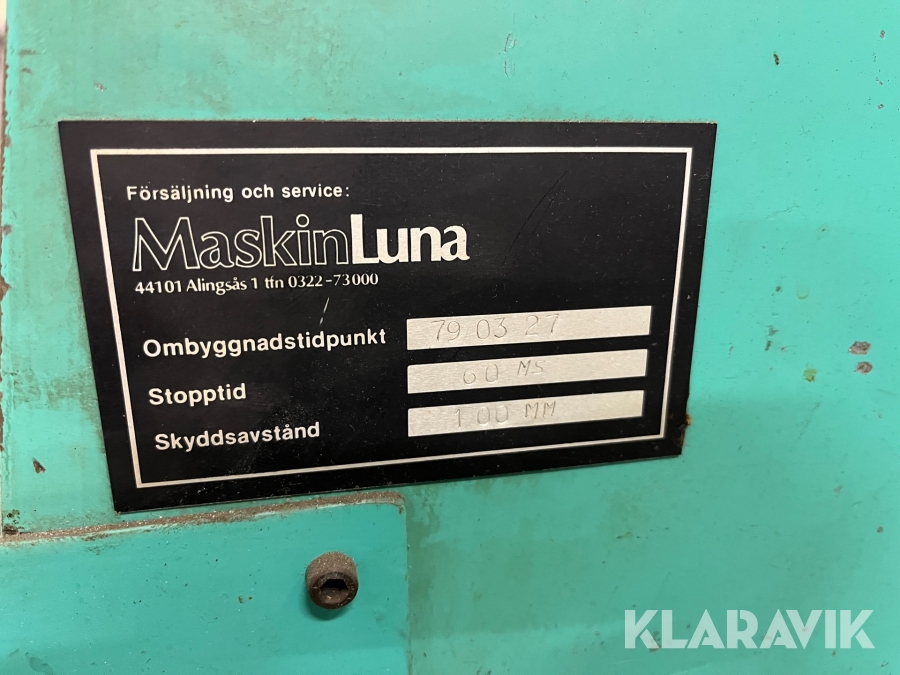 Försäljning och service:
MaskinLuna
44101 Alingsås 1 tfn 0322-73000
Ombyggnadstidpunkt 79 03 27
Stopptid 60 MS
Skyddsavstånd 100 MM
KLARAVIK